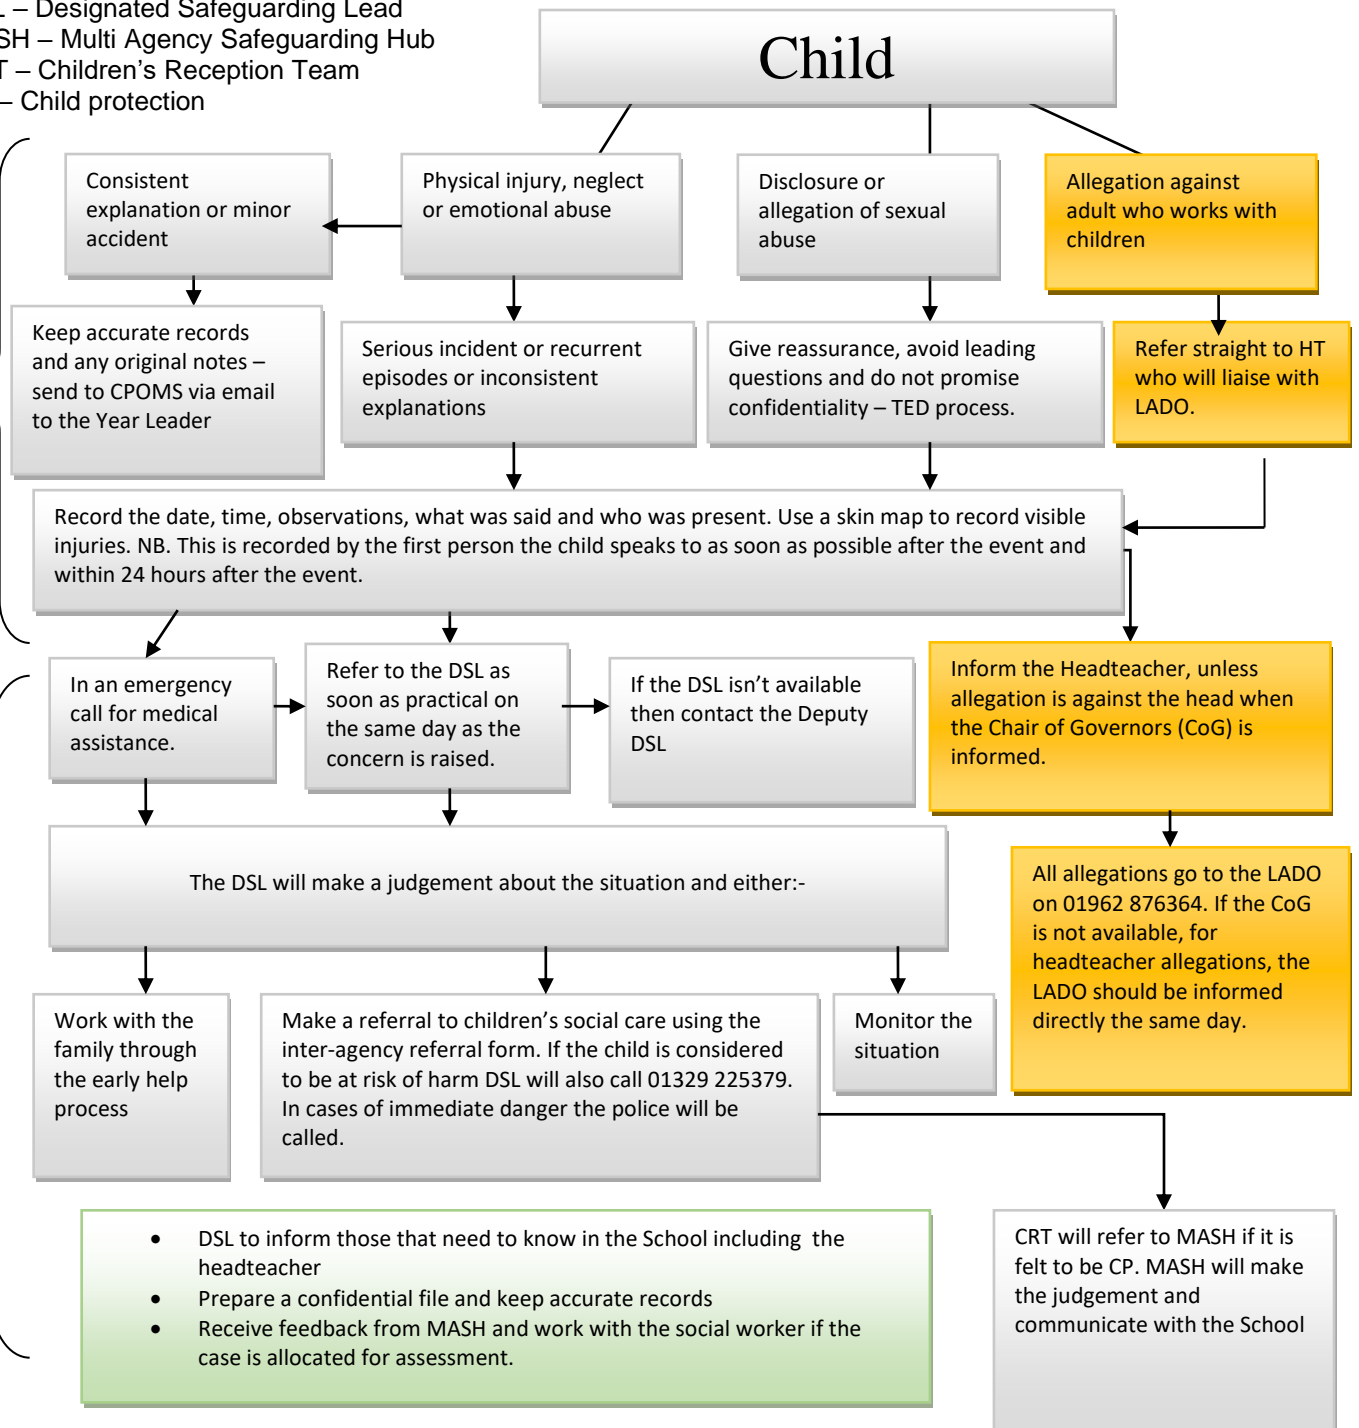 L – Designated Safeguarding Lead
SH – Multi Agency Safeguarding Hub
T – Children's Reception Team
– Child protection
Child
Consistent
explanation or minor
accident
Physical injury, neglect
or emotional abuse
Disclosure or
allegation of sexual
abuse
Allegation against
adult who works with
children
Keep accurate records
and any original notes –
send to CPOMS via email
to the Year Leader
Serious incident or recurrent
episodes or inconsistent
explanations
Give reassurance, avoid leading
questions and do not promise
confidentiality – TED process.
Refer straight to HT
who will liaise with
LADO.
Record the date, time, observations, what was said and who was present. Use a skin map to record visible
injuries. NB. This is recorded by the first person the child speaks to as soon as possible after the event and
within 24 hours after the event.
In an emergency
call for medical
assistance.
Refer to the DSL as
soon as practical on
the same day as the
concern is raised.
If the DSL isn't available
then contact the Deputy
DSL
Inform the Headteacher, unless
allegation is against the head when
the Chair of Governors (CoG) is
informed.
The DSL will make a judgement about the situation and either:-
All allegations go to the LADO
on 01962 876364. If the CoG
is not available, for
headteacher allegations, the
LADO should be informed
directly the same day.
Work with the
family through
the early help
process
Make a referral to children's social care using the
inter-agency referral form. If the child is considered
to be at risk of harm DSL will also call 01329 225379.
In cases of immediate danger the police will be
called.
Monitor the
situation
• DSL to inform those that need to know in the School including the
headteacher
• Prepare a confidential file and keep accurate records
• Receive feedback from MASH and work with the social worker if the
case is allocated for assessment.
CRT will refer to MASH if it is
felt to be CP. MASH will make
the judgement and
communicate with the School